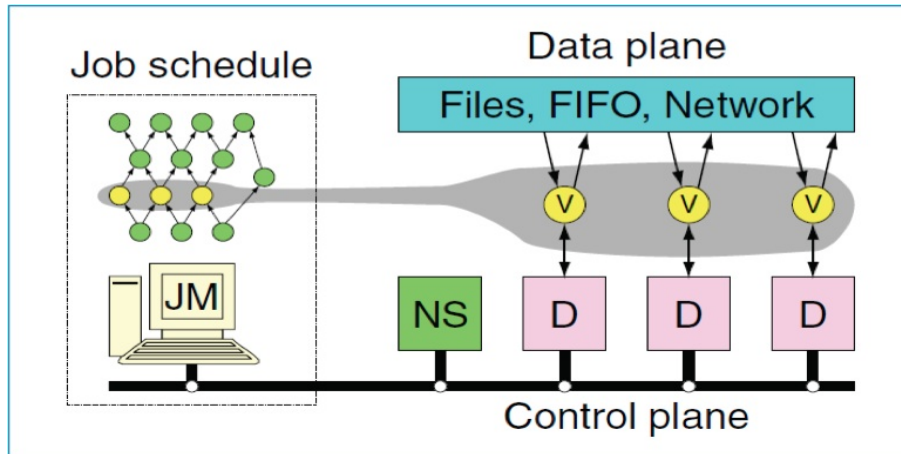 Job schedule
Data plane
Files, FIFO, Network
V V V
JM
NS D D D
Control plane